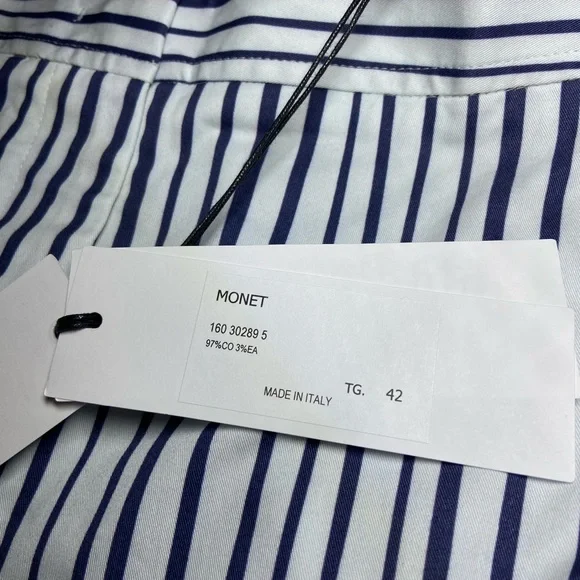 MONET
160 30289 5
97%CO 3%EA
MADE IN ITALY TG. 42